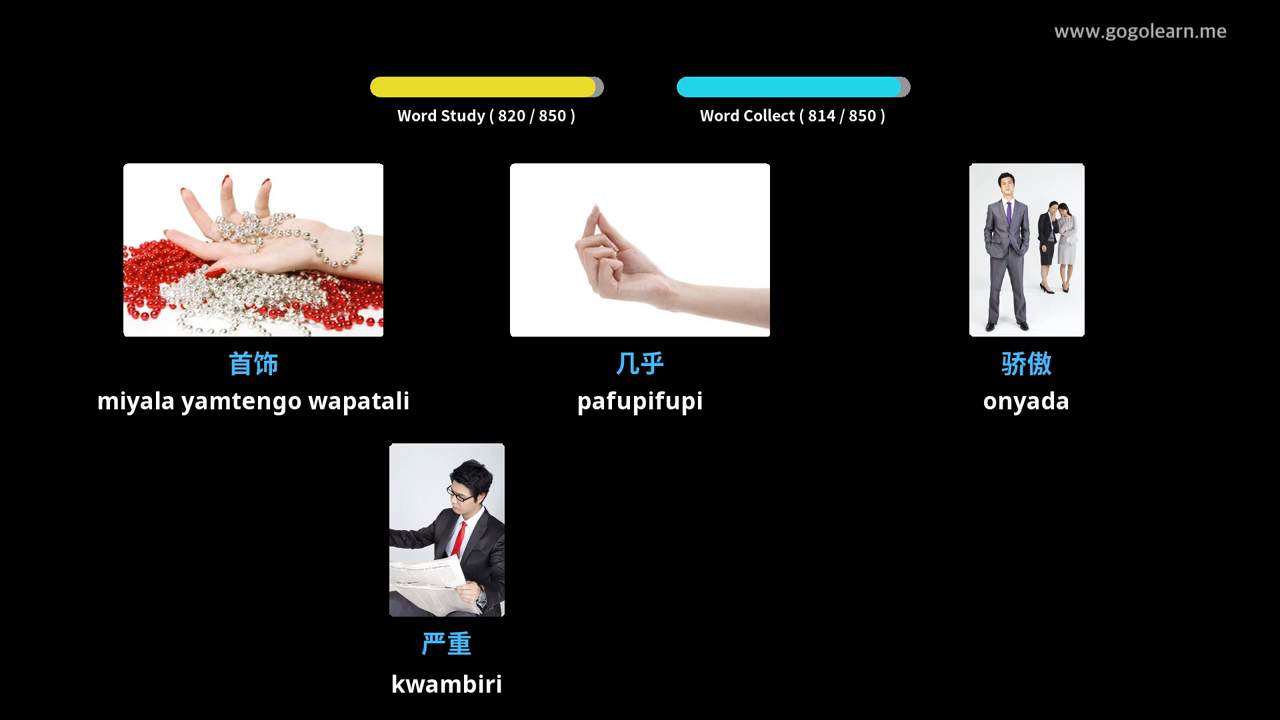 www.gogolearn.me
Word Study ( 820 / 850 )
Word Collect ( 814 / 850 )
首饰
miyala yamtengo wapatali
几乎
pafupifupi
骄傲
onyada
严重
kwambiri